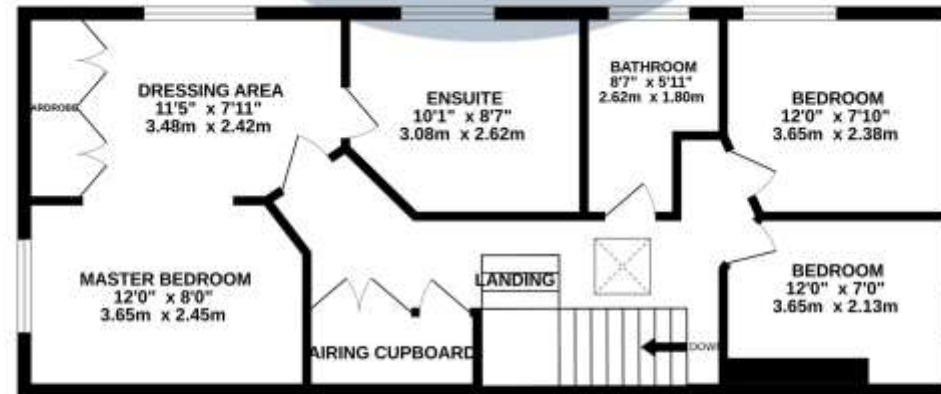 DRESSING AREA
11'5" x 7'11"
3.48m x 2.42m
ENSUITE
10'1" x 8'7"
3.08m x 2.62m
BATHROOM
8'7" x 5'11"
2.62m x 1.80m
BEDROOM
12'0" x 7'10"
3.65m x 2.38m
ARDROBE
MASTER BEDROOM
12'0" x 8'0"
3.65m x 2.45m
LANDING
BEDROOM
12'0" x 7'0"
3.65m x 2.13m
AIRING CUPBOARD
DOWN